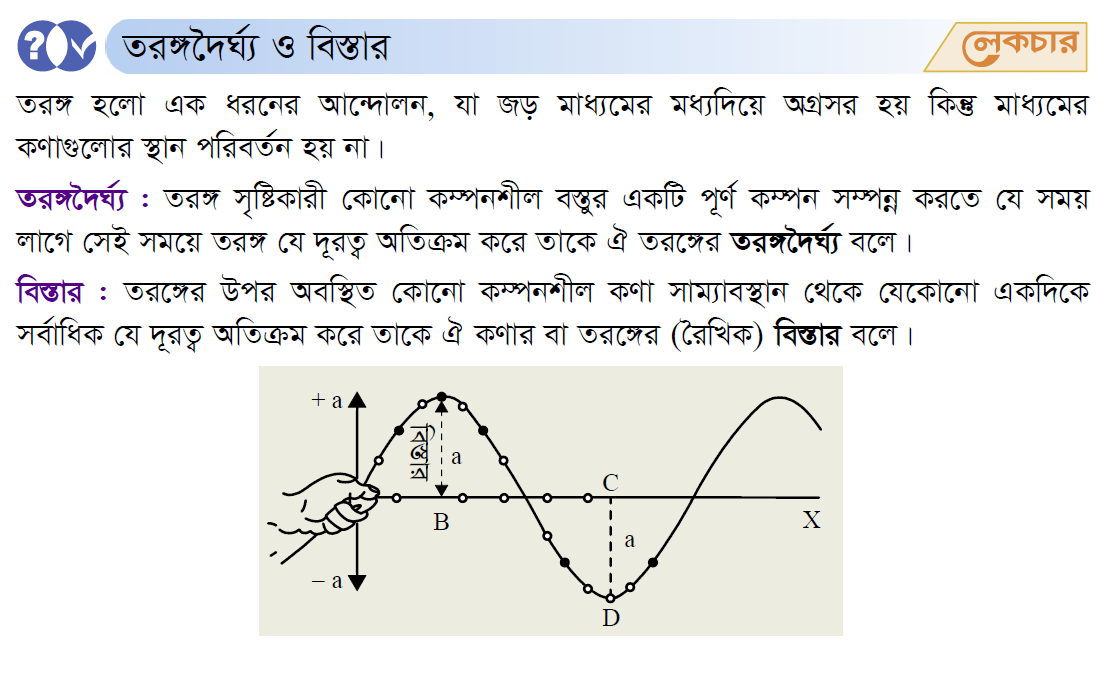 ?
তরঙ্গদৈর্ঘ্য ও বিস্তার
লেকচার
তরঙ্গ হলো এক ধরনের আন্দোলন, যা জড় মাধ্যমের মধ্যদিয়ে অগ্রসর হয় কিন্তু মাধ্যমের
কণাগুলোর স্থান পরিবর্তন হয় না।
তরঙ্গদৈর্ঘ্য : তরঙ্গ সৃষ্টিকারী কোনো কম্পনশীল বস্তুর একটি পূর্ণ কম্পন সম্পন্ন করতে যে সময়
লাগে সেই সময়ে তরঙ্গ যে দূরত্ব অতিক্রম করে তাকে ঐ তরঙ্গের তরঙ্গদৈর্ঘ্য বলে।
বিস্তার : তরঙ্গের উপর অবস্থিত কোনো কম্পনশীল কণা সাম্যাবস্থান থেকে যেকোনো একদিকে
সর্বাধিক যে দূরত্ব অতিক্রম করে তাকে ঐ কণার বা তরঙ্গের (রৈখিক) বিস্তার বলে।
+ a
বিস্তার
a
C
B
X
a
– a
D